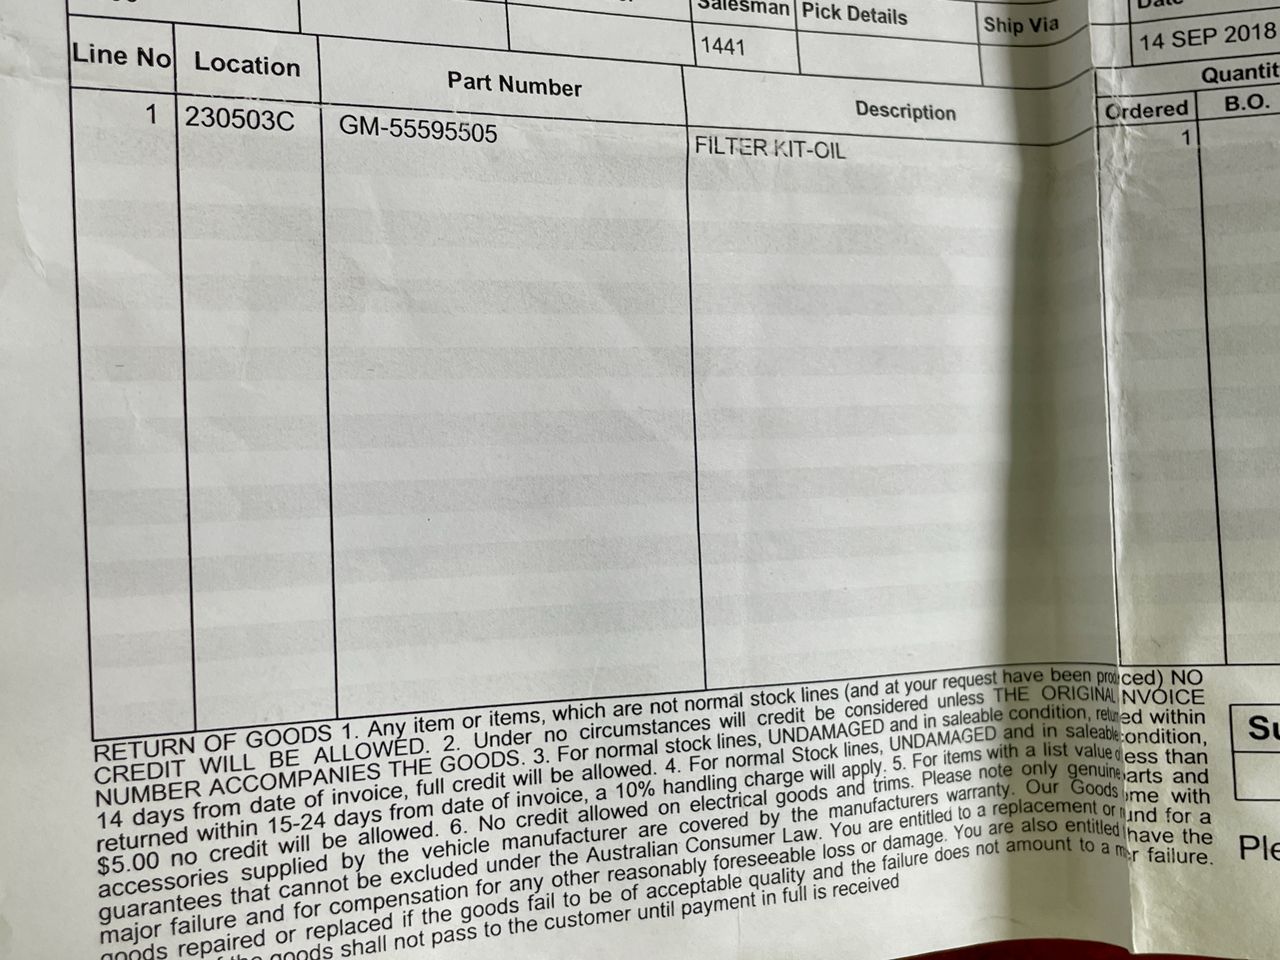 Salesman Pick Details Ship Via Date
1441 14 SEP 2018
Line No Location Part Number Description Quantit
Ordered B.O.
1 230503C GM-55595505 FILTER KIT-OIL 1
RETURN OF GOODS 1. Any item or items, which are not normal stock lines (and at your request have been ced) NO
CREDIT WILL BE ALLOWED. 2. Under no circumstances will credit be considered unless THE ORIGINAL NVOICE
NUMBER ACCOMPANIES THE GOODS. 3. For normal stock lines, UNDAMAGED and in saleable condition, ed within
14 days from date of invoice, full credit will be allowed. 4. For normal Stock lines, UNDAMAGED and in saleable condition,
returned within 15-24 days from date of invoice, a 10% handling charge will apply. 5. For items with a list value less than
$5.00 no credit will be allowed. 6. No credit allowed on electrical goods and trims. Please note only genuine arts and
accessories supplied by the vehicle manufacturer are covered by the manufacturers warranty. Our Goods me with
guarantees that cannot be excluded under the Australian Consumer Law. You are entitled to a replacement or und for a
major failure and for compensation for any other reasonably foreseeable loss or damage. You are also entitled have the
goods repaired or replaced if the goods fail to be of acceptable quality and the failure does not amount to a r failure.
of the goods shall not pass to the customer until payment in full is received
Su
Ple